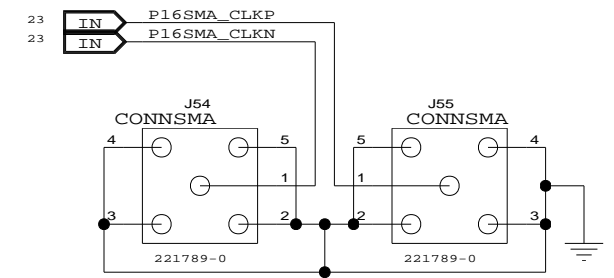 23 IN P16SMA_CLKP
23 IN P16SMA_CLKN
J54 J55
CONNSMA CONNSMA
4 5 5 4
1 1
3 2 2 3
221789-0 221789-0